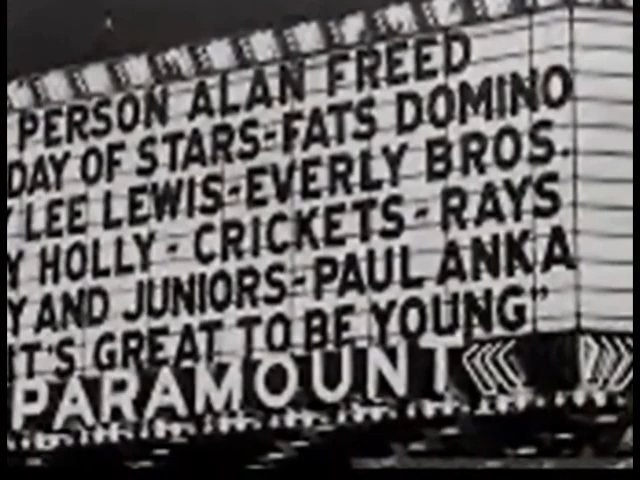 PERSON ALAN FREED
DAY OF STARS-FATS DOMINO
Y LEE LEWIS-EVERLY BROS.
Y HOLLY - CRICKETS - RAYS
Y AND JUNIORS-PAUL ANKA
IT'S GREAT TO BE YOUNG"
PARAMOUNT